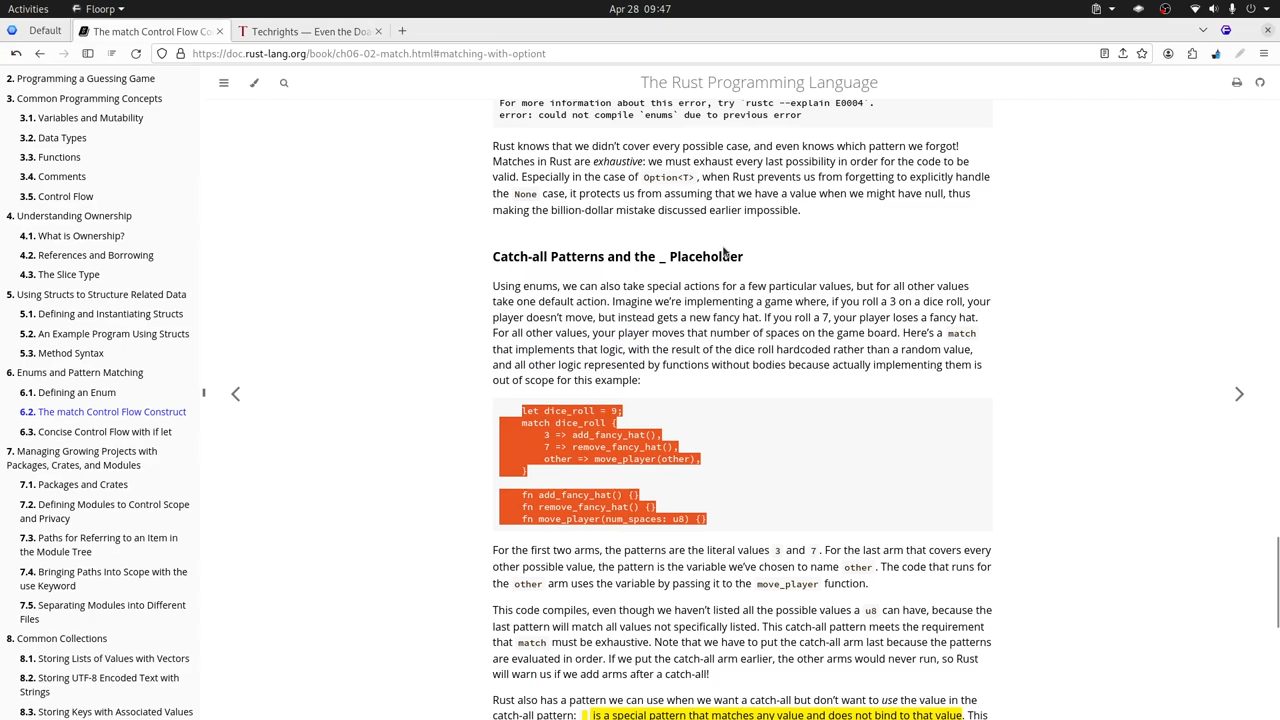 Activities
Floorp
Apr 28 09:47
Default
The match Control Flow Co
Techrights — Even the Doa
https://doc.rust-lang.org/book/ch06-02-match.html#matching-with-option
2. Programming a Guessing Game
3. Common Programming Concepts
3.1. Variables and Mutability
3.2. Data Types
3.3. Functions
3.4. Comments
3.5. Control Flow
4. Understanding Ownership
4.1. What is Ownership?
4.2. References and Borrowing
4.3. The Slice Type
5. Using Structs to Structure Related Data
5.1. Defining and Instantiating Structs
5.2. An Example Program Using Structs
5.3. Method Syntax
6. Enums and Pattern Matching
6.1. Defining an Enum
6.2. The match Control Flow Construct
6.3. Concise Control Flow with if let
7. Managing Growing Projects with
Packages, Crates, and Modules
7.1. Packages and Crates
7.2. Defining Modules to Control Scope
and Privacy
7.3. Paths for Referring to an Item in
the Module Tree
7.4. Bringing Paths Into Scope with the
use Keyword
7.5. Separating Modules into Different
Files
8. Common Collections
8.1. Storing Lists of Values with Vectors
8.2. Storing UTF-8 Encoded Text with
Strings
8.3. Storing Keys with Associated Values
The Rust Programming Language
For more information about this error, try `rustc --explain E0004`.
error: could not compile `enums` due to previous error
Rust knows that we didn’t cover every possible case, and even knows which pattern we forgot!
Matches in Rust are exhaustive: we must exhaust every last possibility in order for the code to be
valid. Especially in the case of Option<T>, when Rust prevents us from forgetting to explicitly handle
the None case, it protects us from assuming that we have a value when we might have null, thus
making the billion-dollar mistake discussed earlier impossible.
Catch-all Patterns and the _ Placeholder
Using enums, we can also take special actions for a few particular values, but for all other values
take one default action. Imagine we’re implementing a game where, if you roll a 3 on a dice roll, your
player doesn’t move, but instead gets a new fancy hat. If you roll a 7, your player loses a fancy hat.
For all other values, your player moves that number of spaces on the game board. Here’s a match
that implements that logic, with the result of the dice roll hardcoded rather than a random value,
and all other logic represented by functions without bodies because actually implementing them is
out of scope for this example:
let dice_roll = 9;
match dice_roll {
3 => add_fancy_hat(),
7 => remove_fancy_hat(),
other => move_player(other),
}
fn add_fancy_hat() {}
fn remove_fancy_hat() {}
fn move_player(num_spaces: u8) {}
For the first two arms, the patterns are the literal values 3 and 7. For the last arm that covers every
other possible value, the pattern is the variable we’ve chosen to name other. The code that runs for
the other arm uses the variable by passing it to the move_player function.
This code compiles, even though we haven’t listed all the possible values a u8 can have, because the
last pattern will match all values not specifically listed. This catch-all pattern meets the requirement
that match must be exhaustive. Note that we have to put the catch-all arm last because the patterns
are evaluated in order. If we put the catch-all arm earlier, the other arms would never run, so Rust
will warn us if we add arms after a catch-all!
Rust also has a pattern we can use when we want a catch-all but don’t want to use the value in the
catch-all pattern: is a special pattern that matches any value and does not bind to that value. This